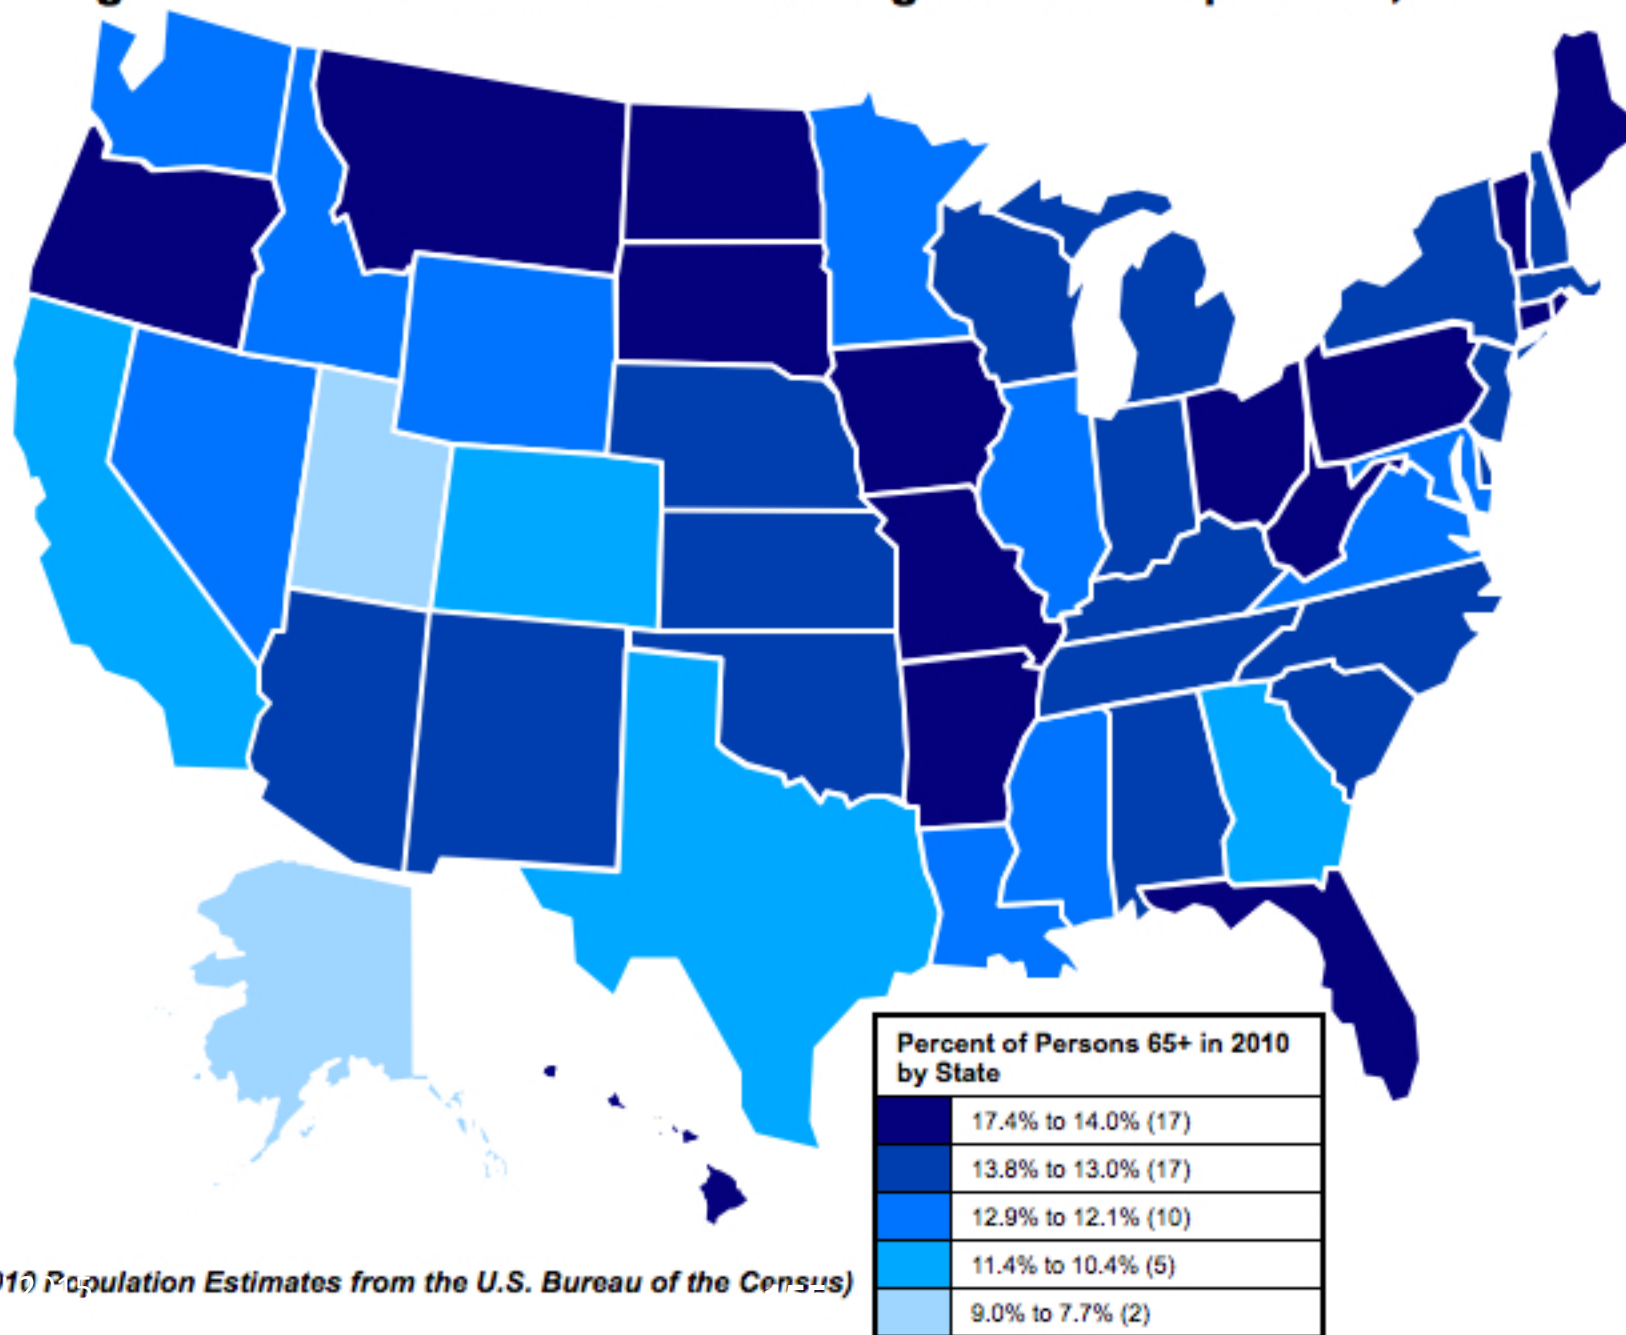 Percent of Persons 65+ in 2010
by State
17.4% to 14.0% (17)
13.8% to 13.0% (17)
12.9% to 12.1% (10)
11.4% to 10.4% (5)
9.0% to 7.7% (2)
Population Estimates from the U.S. Bureau of the Census)